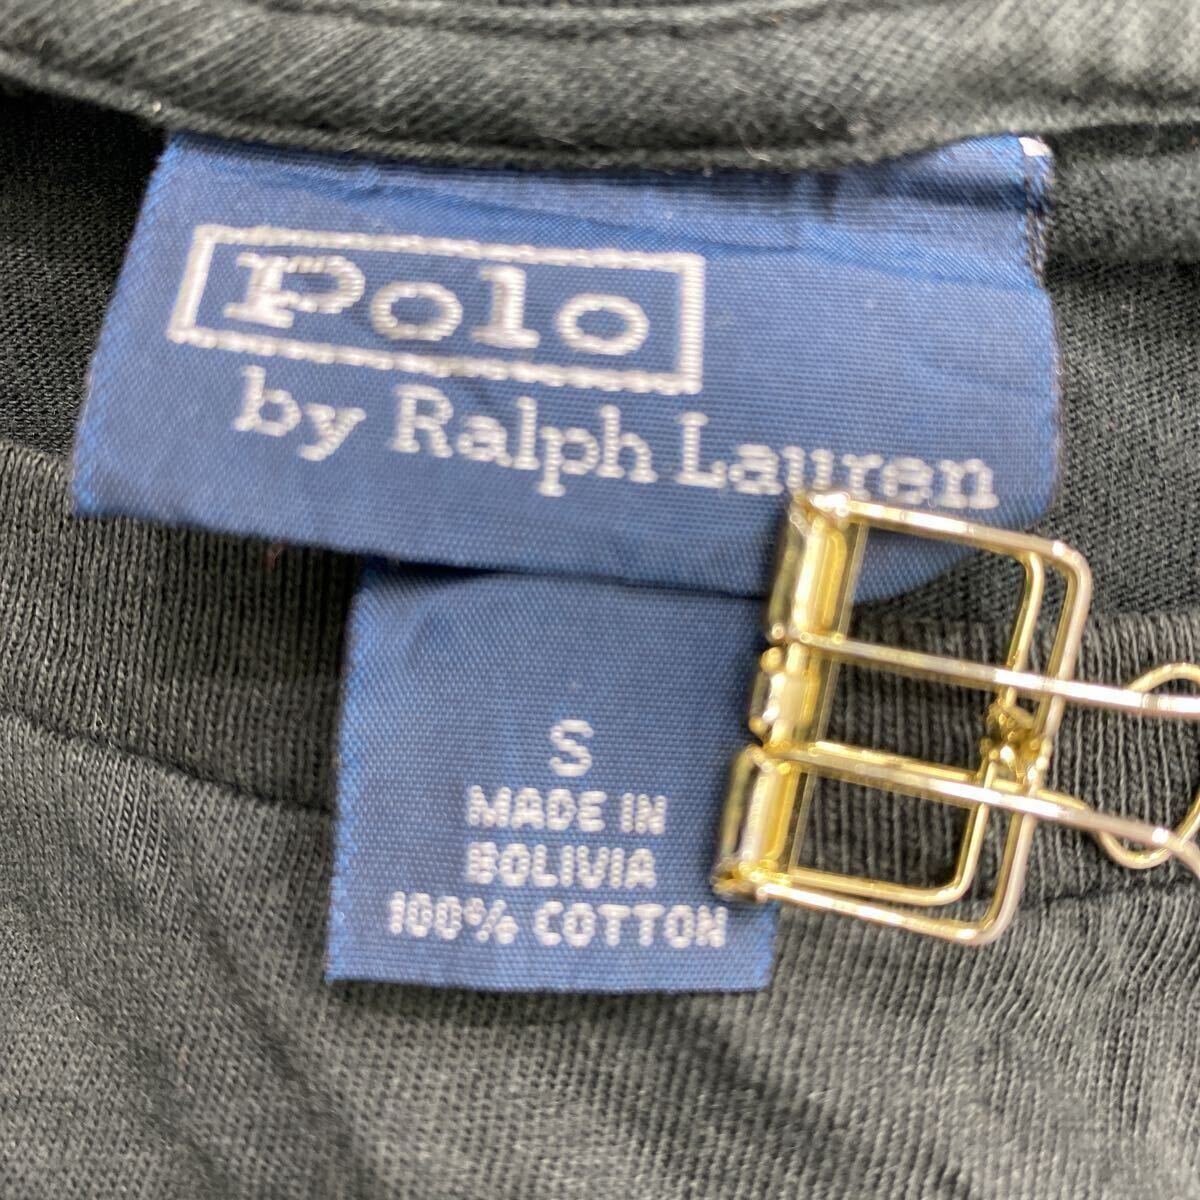 Polo
by Ralph Lauren
S
MADE IN
BOLIVIA
100% COTTON